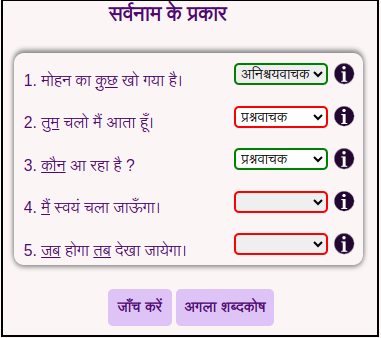 सर्वनाम के प्रकार
1. मोहन का कुछ खो गया है। अनिश्चयवाचक
2. तुम चलो मैं आता हूँ। प्रश्नवाचक
3. कौन आ रहा है ? प्रश्नवाचक
4. मैं स्वयं चला जाऊँगा।
5. जब होगा तब देखा जायेगा।
जाँच करें अगला शब्दकोष